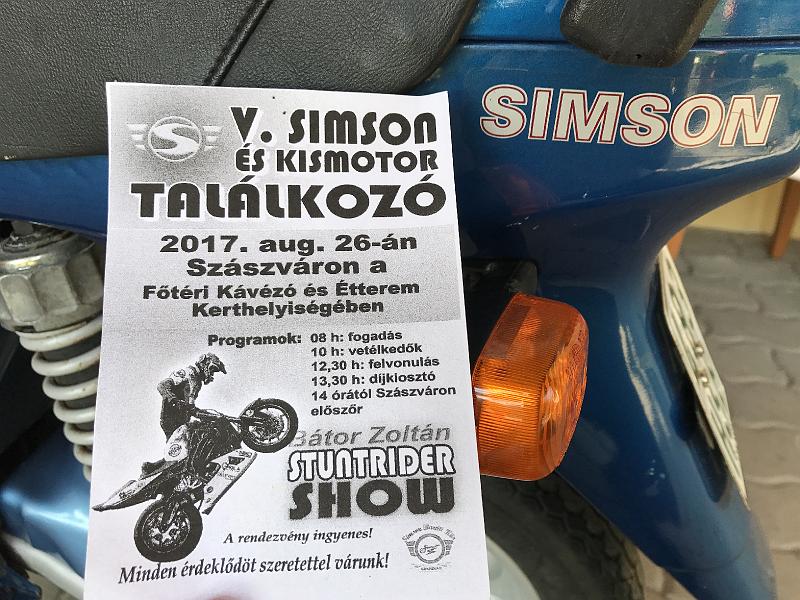 SIMSON
V. SIMSON
ÉS KISMOTOR
TALÁLKOZÓ
2017. aug. 26-án
Szászváron a
Főtéri Kávézó és Étterem
Kerthelyiségében
Programok: 08 h: fogadás
10 h: vetélkedők
12,30 h: felvonulás
13,30 h: díjkiosztó
14 órától Szászváron
előszőr
Bátor Zoltán
STUNTRIDER
SHOW
A rendezvény ingyenes!
Minden érdeklődöt szeretettel várunk!